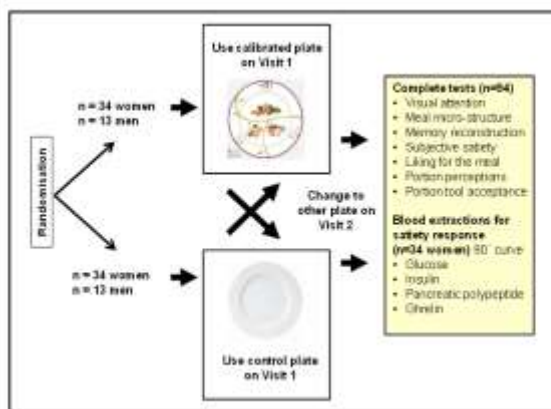 Randomisation
n = 34 women
n = 13 men
n = 34 women
n = 13 men
Use calibrated plate
on Visit 1
Change to
other plate on
Visit 2
Use control plate
on Visit 1
Complete tests (n=64)
• Visual attention
• Meal micro-structure
• Memory reconstruction
• Subjective satiety
• Liking for the meal
• Portion perceptions
• Portion tool acceptance
Blood extractions for
satiety response
(n=34 women) 90` curve
• Glucose
• Insulin
• Pancreatic polypeptide
• Ghrelin